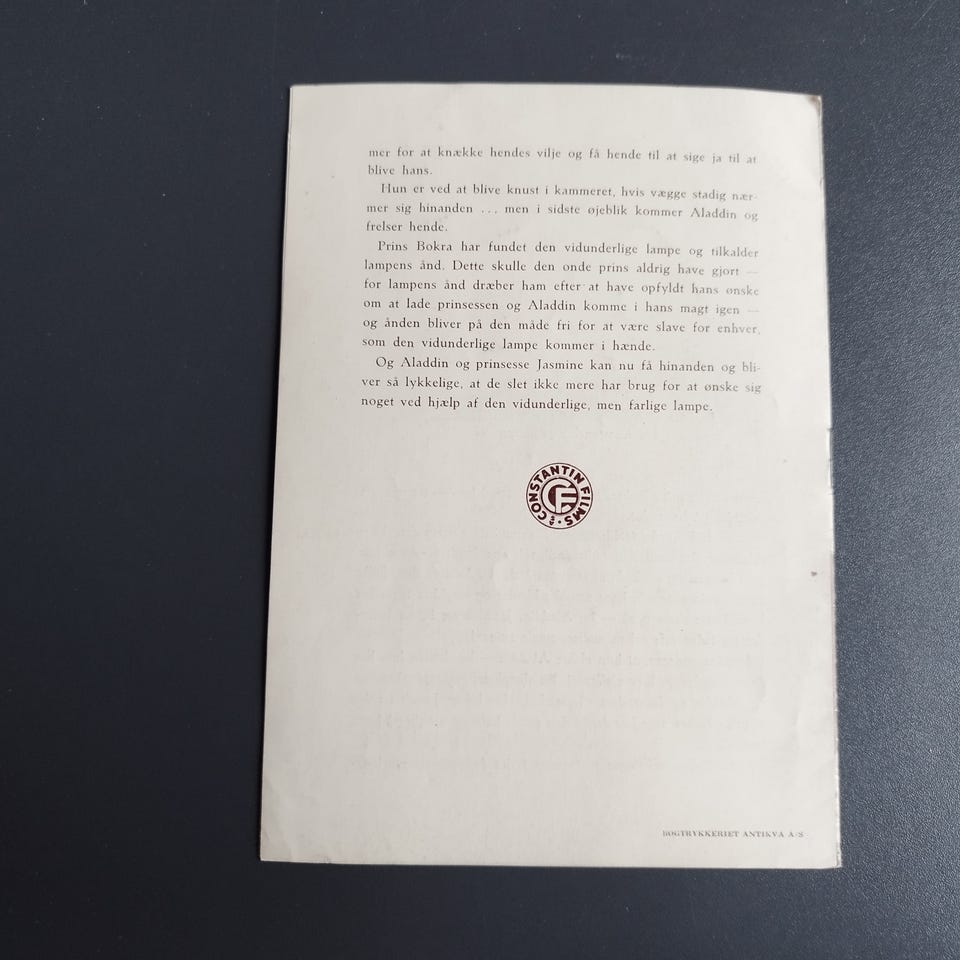 mer for at knække hendes vilje og få hende til at sige ja til at
blive hans.
Hun er ved at blive knust i kammeret, hvis vægge stadig nær-
mer sig hinanden ... men i sidste øjeblik kommer Aladdin og
frelser hende.
Prins Bokra har fundet den vidunderlige lampe og tilkalder
lampens ånd. Dette skulle den onde prins aldrig have gjort —
for lampens ånd dræber ham efter at have opfyldt hans ønske
om at lade prinsessen og Aladdin komme i hans magt igen —
og ånden bliver på den måde fri for at være slave for enhver,
som den vidunderlige lampe kommer i hænde.
Og Aladdin og prinsesse Jasmine kan nu få hinanden og bli-
ver så lykkelige, at de slet ikke mere har brug for at ønske sig
noget ved hjælp af den vidunderlige, men farlige lampe.
CONSTANTIN FILMS
CF
BOGTRYKKERIET ANTIKVA A/S